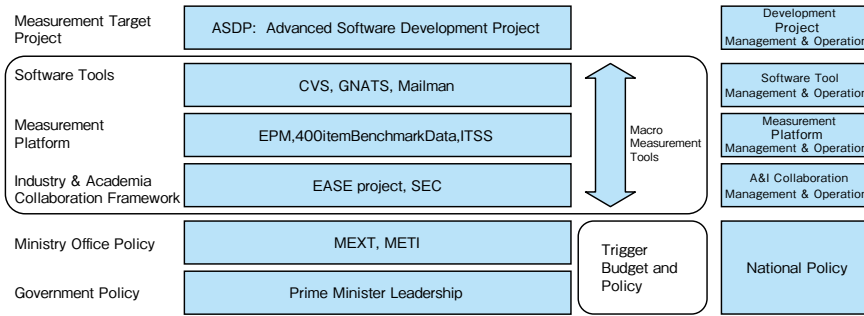 Measurement Target
Project
ASDP: Advanced Software Development Project
Development
Project
Management & Operation
Software Tools
CVS, GNATS, Mailman
Software Tool
Management & Operation
Measurement
Platform
EPM,400itemBenchmarkData,ITSS
Macro
Measurement
Tools
Measurement
Platform
Management & Operation
Industry & Academia
Collaboration Framework
EASE project, SEC
A&I Collaboration
Management & Operation
Ministry Office Policy
MEXT, METI
Trigger
Budget and
Policy
National Policy
Government Policy
Prime Minister Leadership